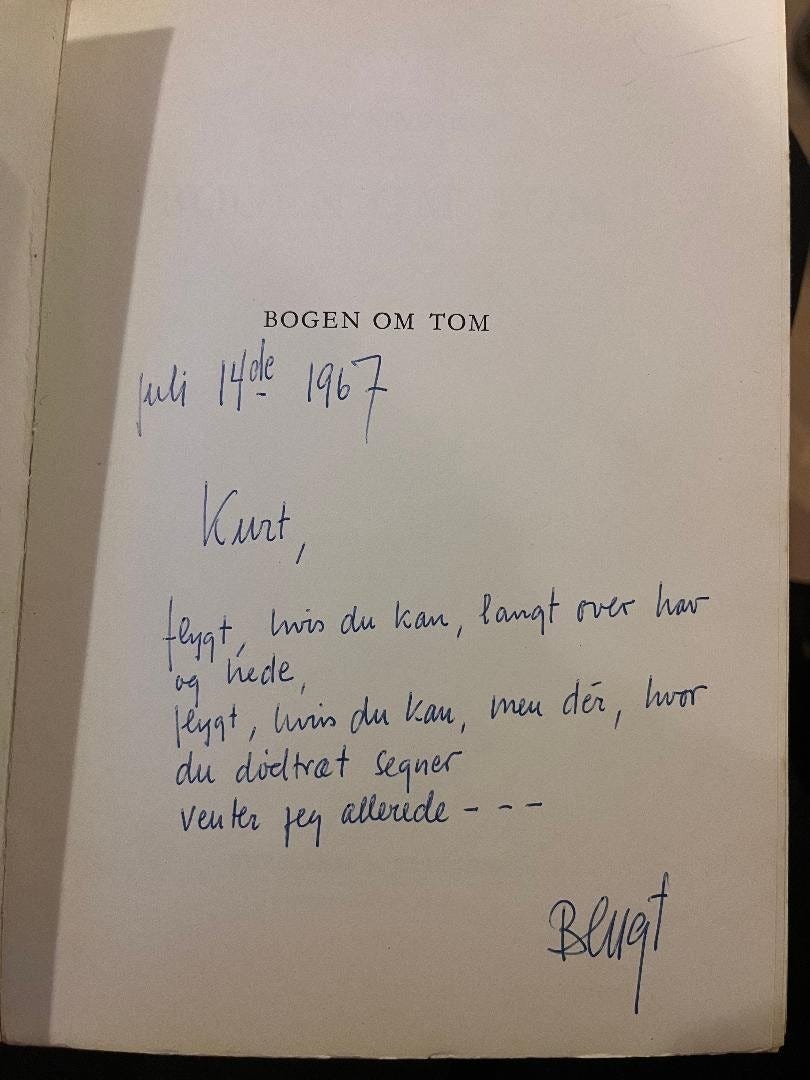 BOGEN OM TOM
juli 14de 1967
Kurt,
flygt, hvis du kan, langt over hav
og hede,
flygt, hvis du kan, men dér, hvor
du dødtræt segner
venter jeg allerede - - -
Bengt